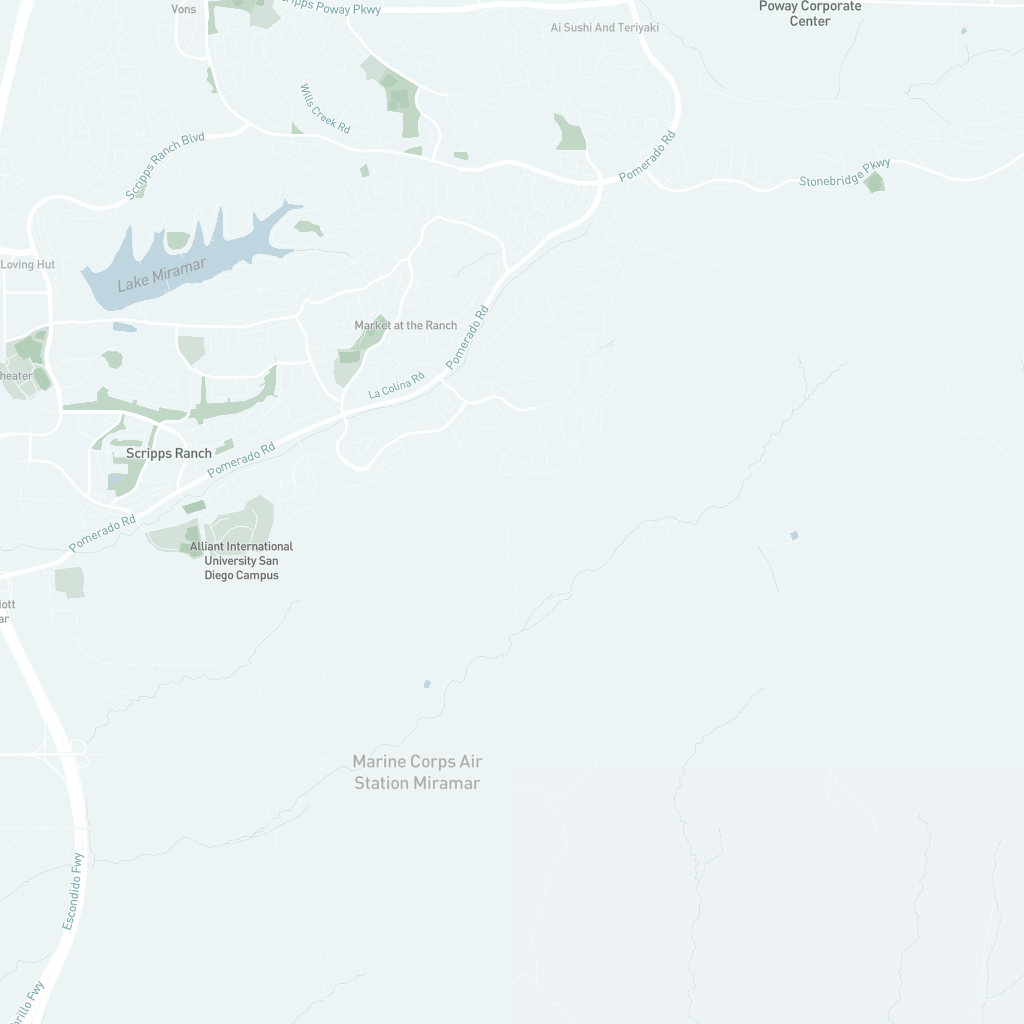 Vons
Scripps Poway Pkwy
Poway Corporate
Center
Ai Sushi And Teriyaki
Wills Creek Rd
Scripps Ranch Blvd
Pomerado Rd
Stonebridge Pkwy
Loving Hut
Lake Miramar
Market at the Ranch
Pomerado Rd
La Colina Rd
Scripps Ranch
Pomerado Rd
Pomerado Rd
Alliant International
University San
Diego Campus
Marine Corps Air
Station Miramar
Escondido Fwy